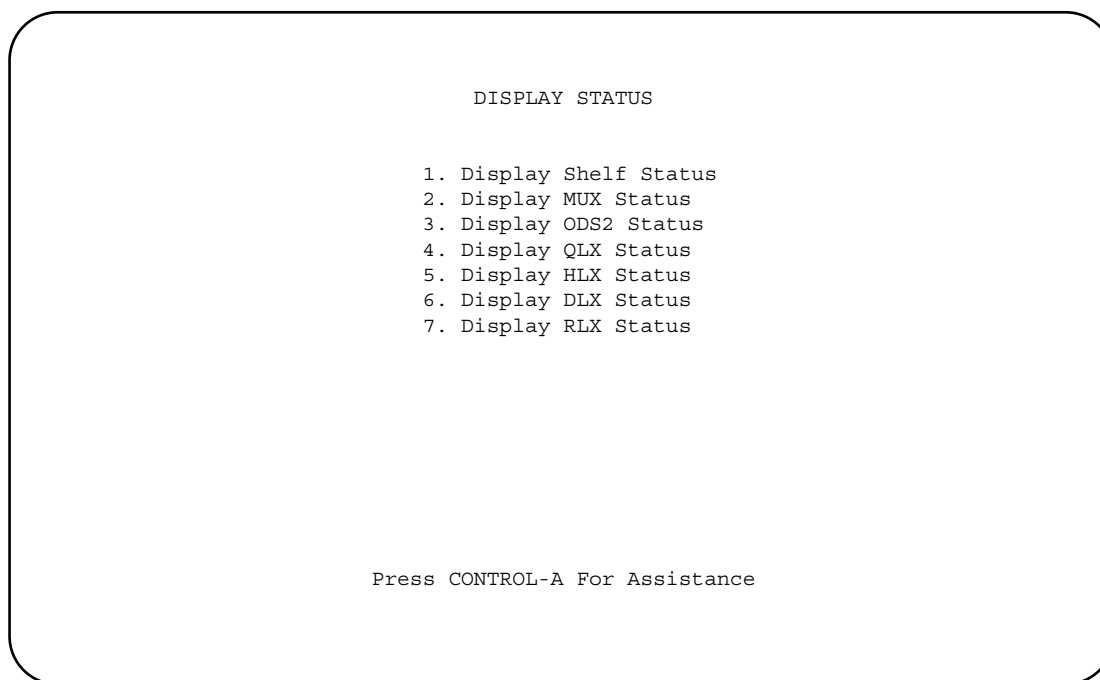 DISPLAY STATUS
1. Display Shelf Status
2. Display MUX Status
3. Display ODS2 Status
4. Display QLX Status
5. Display HLX Status
6. Display DLX Status
7. Display RLX Status
Press CONTROL-A For Assistance